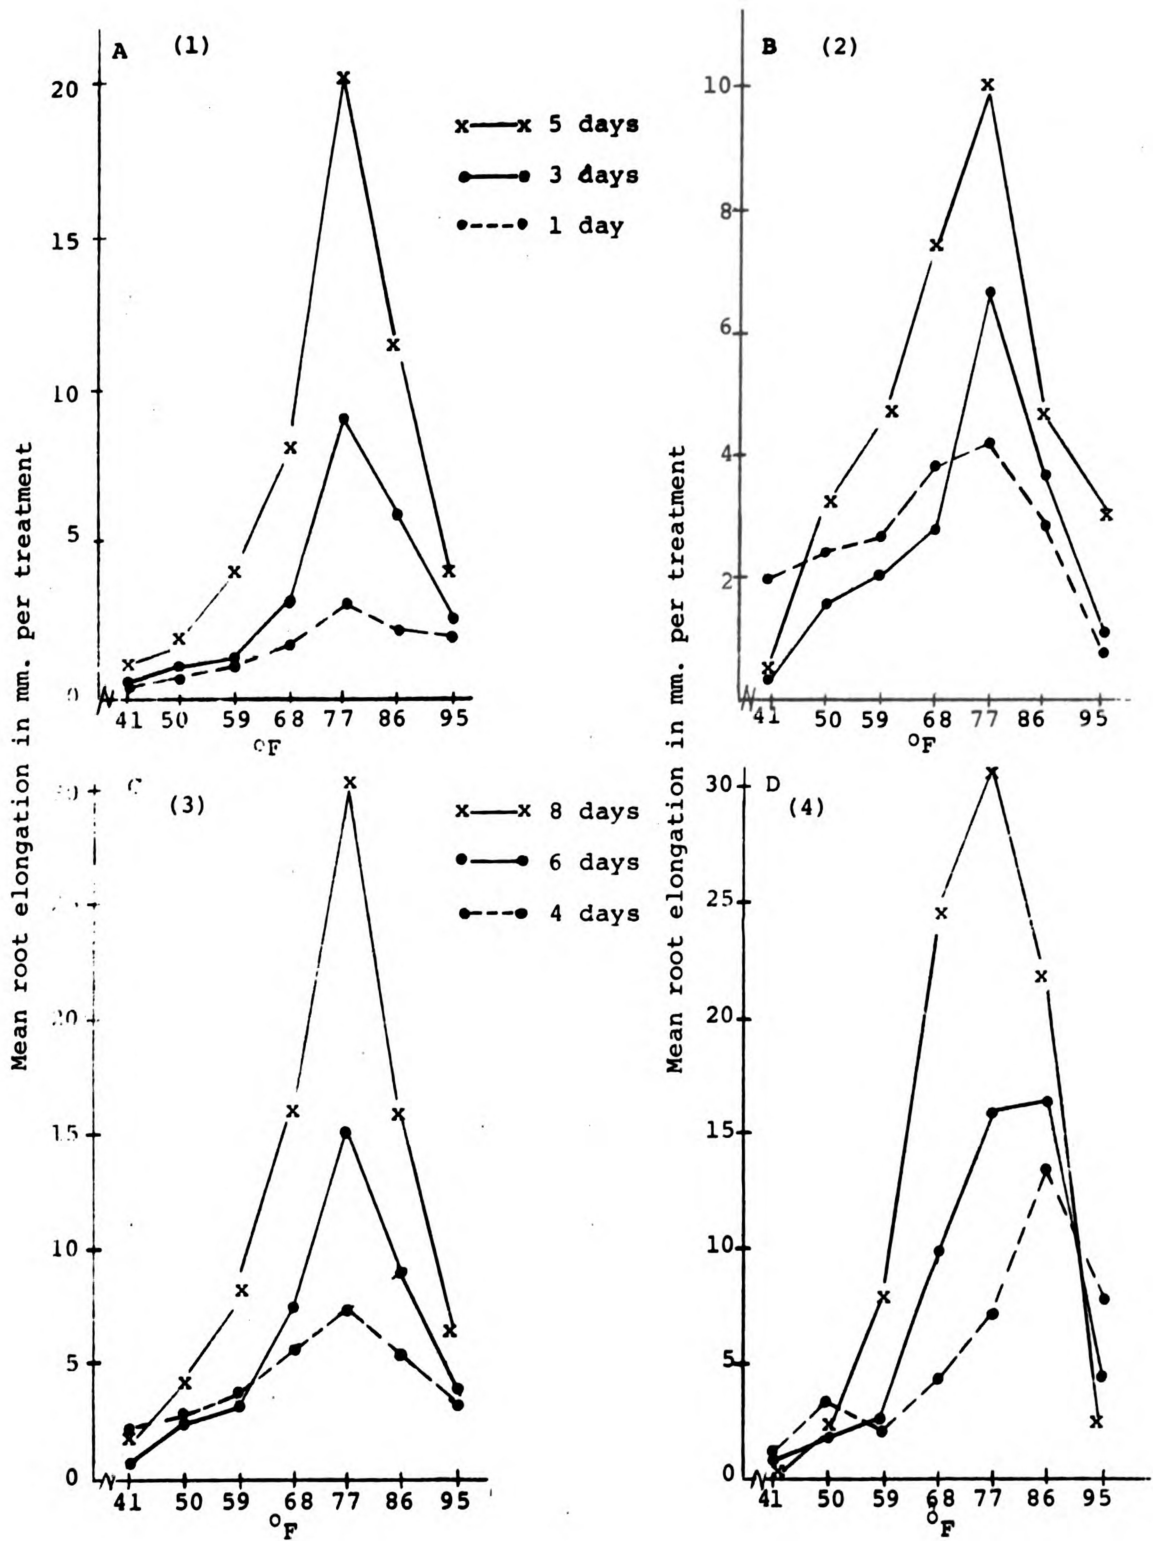 A (1)
20
15
10
5
0
41 50 59 68 77 86 95
°F
x x 5 days
3 days
1 day
B (2)
10
8
6
4
2
41 50 59 68 77 86 95
°F
Mean root elongation in mm. per treatment
Mean root elongation in mm. per treatment
C (3)
15
10
5
0
41 50 59 68 77 86 95
°F
x x 8 days
6 days
4 days
D (4)
30
25
20
15
10
5
0
41 50 59 68 77 86 95
°F